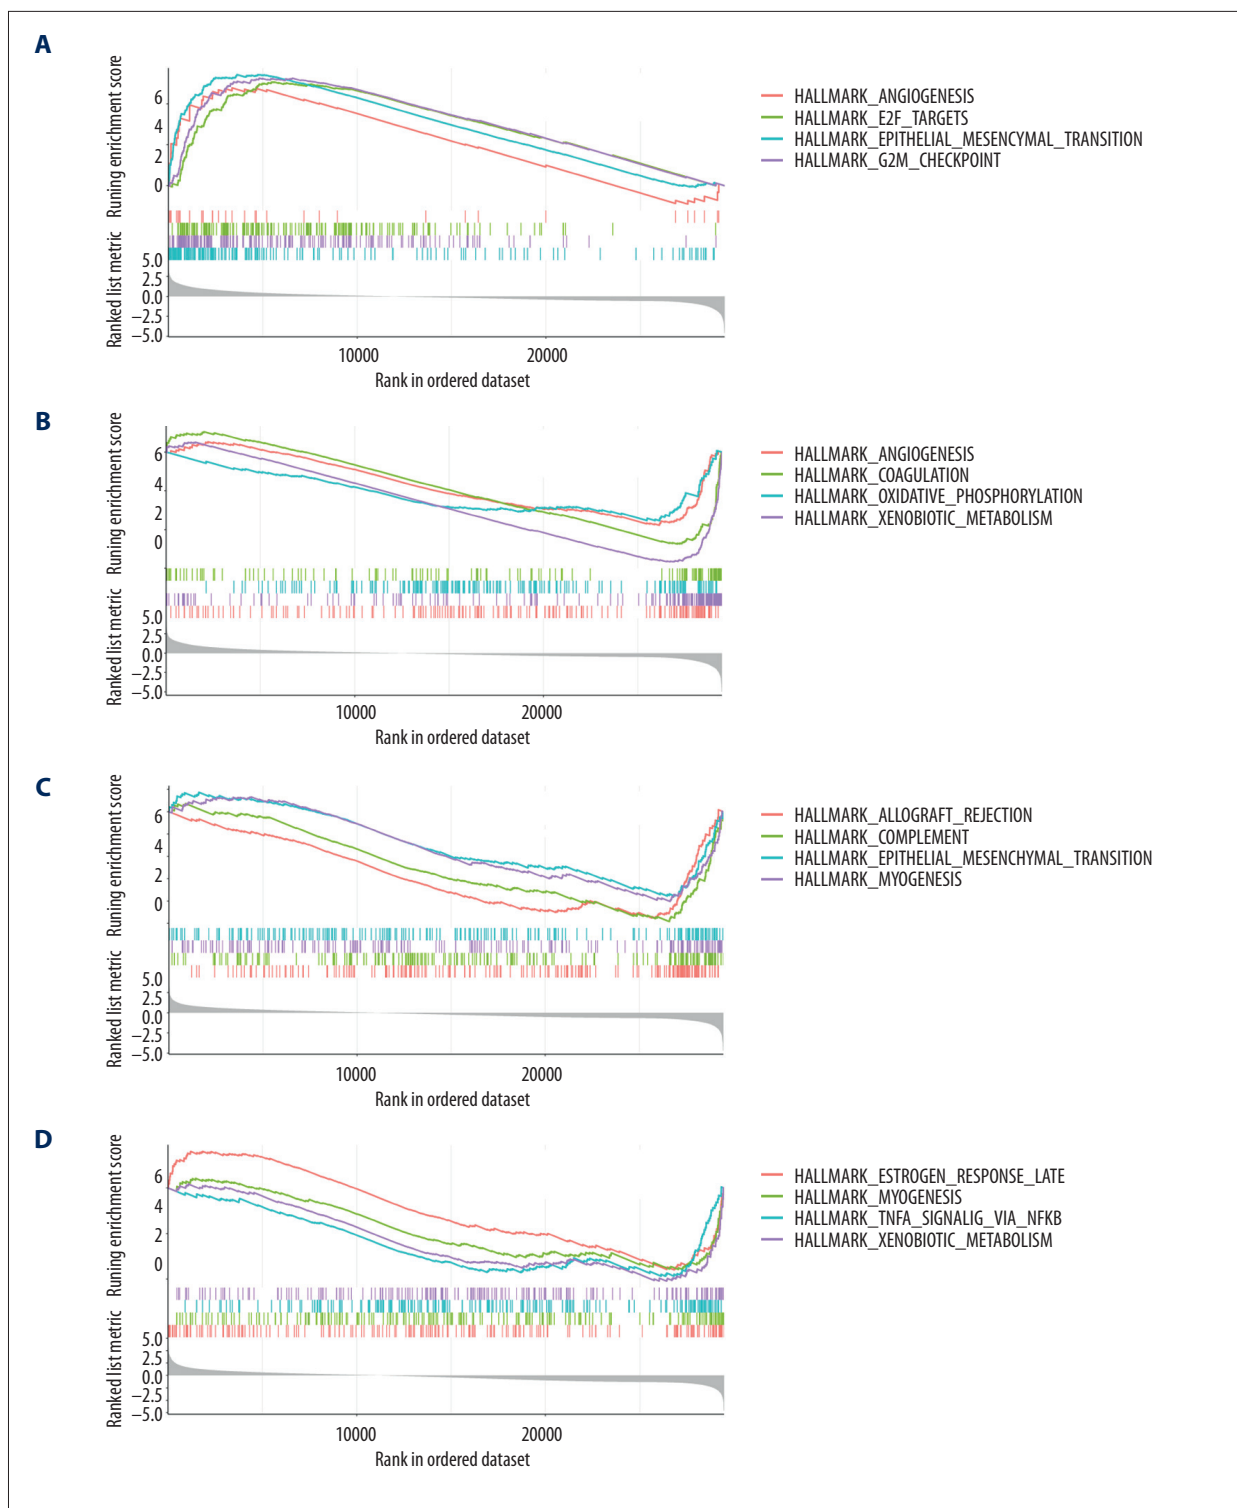 A
Runing enrichment score
6
4
2
0
HALLMARK_ANGIOGENESIS
HALLMARK_E2F_TARGETS
HALLMARK_EPITHELIAL_MESENCYMAL_TRANSITION
HALLMARK_G2M_CHECKPOINT
Ranked list metric
5.0
2.5
0.0
−2.5
−5.0
10000 20000
Rank in ordered dataset
B
Runing enrichment score
6
4
2
0
HALLMARK_ANGIOGENESIS
HALLMARK_COAGULATION
HALLMARK_OXIDATIVE_PHOSPHORYLATION
HALLMARK_XENOBIOTIC_METABOLISM
Ranked list metric
5.0
2.5
0.0
−2.5
−5.0
10000 20000
Rank in ordered dataset
C
Runing enrichment score
6
4
2
0
HALLMARK_ALLOGRAFT_REJECTION
HALLMARK_COMPLEMENT
HALLMARK_EPITHELIAL_MESENCHYMAL_TRANSITION
HALLMARK_MYOGENESIS
Ranked list metric
5.0
2.5
0.0
−2.5
−5.0
10000 20000
Rank in ordered dataset
D
Runing enrichment score
6
4
2
0
HALLMARK_ESTROGEN_RESPONSE_LATE
HALLMARK_MYOGENESIS
HALLMARK_TNFA_SIGNALIG_VIA_NFKB
HALLMARK_XENOBIOTIC_METABOLISM
Ranked list metric
5.0
2.5
0.0
−2.5
−5.0
10000 20000
Rank in ordered dataset